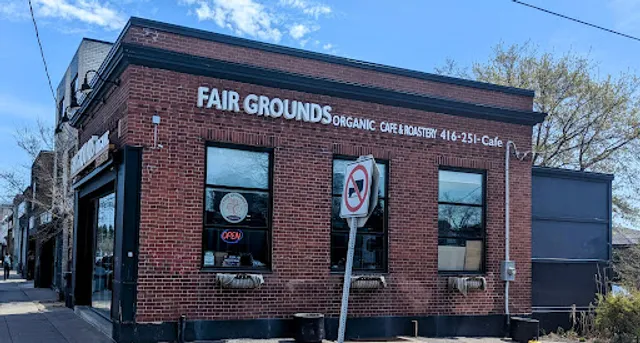 FAIR GROUNDS ORGANIC CAFE & ROASTERY 416-251-Cafe
OPEN